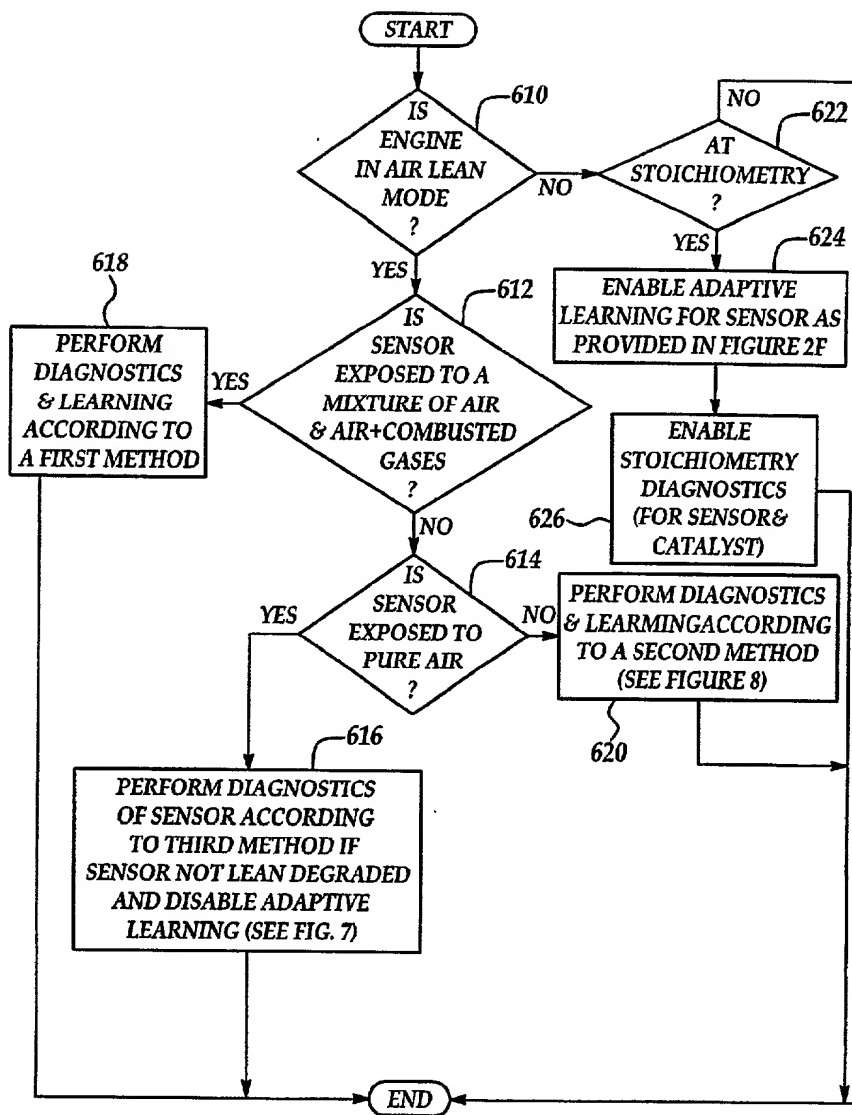 START
610
IS
ENGINE
IN AIR LEAN
MODE
?
NO
NO
622
AT
STOICHIOMETRY
?
YES
624
ENABLE ADAPTIVE
LEARNING FOR SENSOR AS
PROVIDED IN FIGURE 2F
ENABLE
STOICHIOMETRY
DIAGNOSTICS
(FOR SENSOR&
CATALYST)
626
YES
612
IS
SENSOR
EXPOSED TO A
MIXTURE OF AIR
& AIR+COMBUSTED
GASES
?
YES
618
PERFORM
DIAGNOSTICS
& LEARNING
ACCORDING TO
A FIRST METHOD
NO
614
IS
SENSOR
EXPOSED TO
PURE AIR
?
NO
PERFORM DIAGNOSTICS
& LEARMINGACCORDING
TO A SECOND METHOD
(SEE FIGURE 8)
620
YES
616
PERFORM DIAGNOSTICS
OF SENSOR ACCORDING
TO THIRD METHOD IF
SENSOR NOT LEAN DEGRADED
AND DISABLE ADAPTIVE
LEARNING (SEE FIG. 7)
END